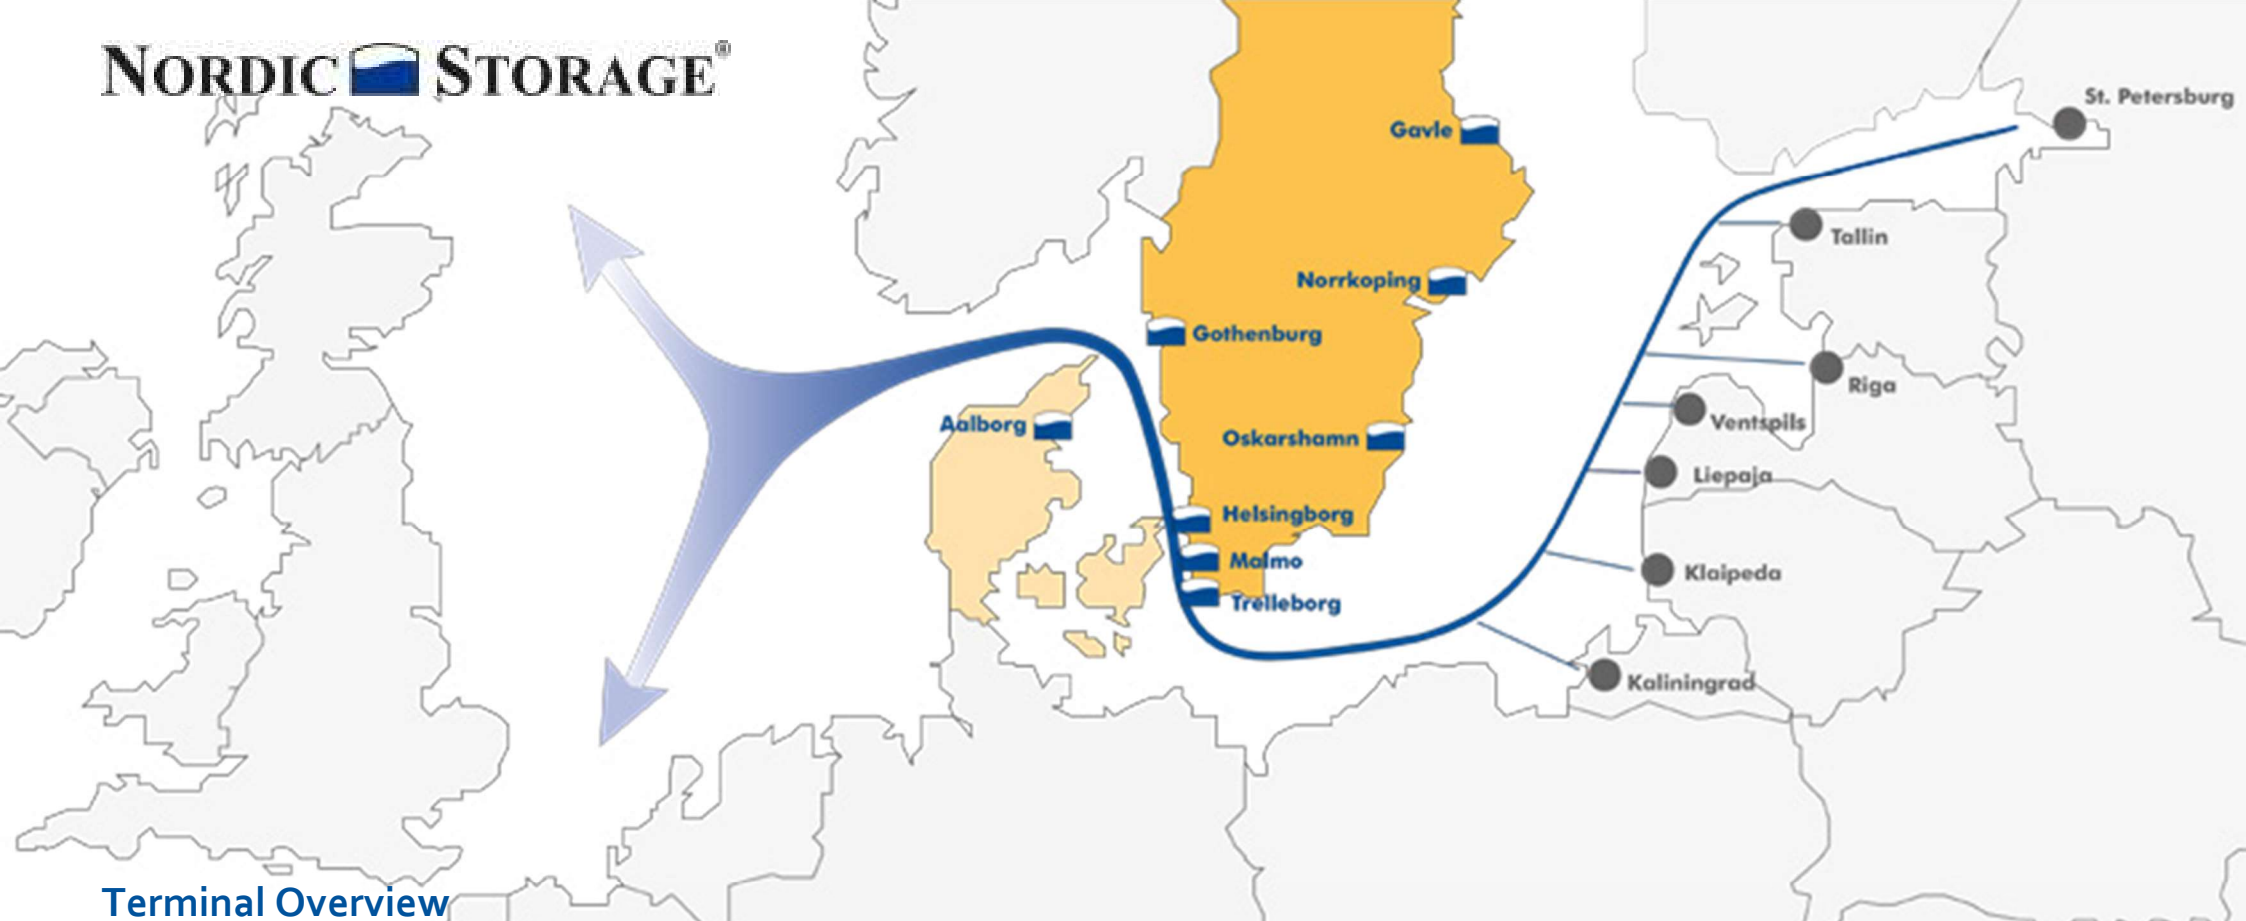 NORDIC STORAGE®
St. Petersburg
Gavle
Tallin
Norrkoping
Gothenburg
Riga
Aalborg
Ventspils
Oskarshamn
Liepaja
Helsingborg
Malmo
Klaipeda
Trelleborg
Kaliningrad
Terminal Overview